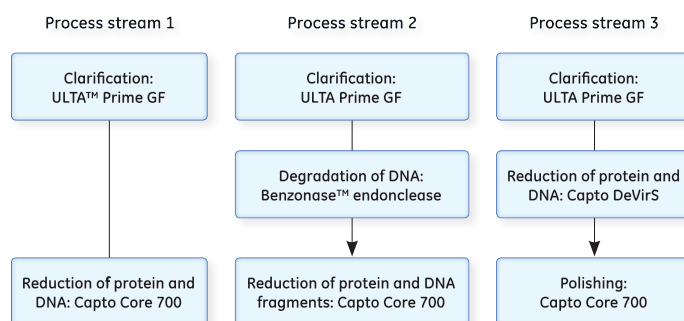 Process stream 1
Process stream 2
Process stream 3
Clarification:
ULTA™ Prime GF
Clarification:
ULTA Prime GF
Clarification:
ULTA Prime GF
Degradation of DNA:
Benzonase™ endonclease
Reduction of protein and
DNA: Capto DeVirS
Reduction of protein and
DNA: Capto Core 700
Reduction of protein and DNA
fragments: Capto Core 700
Polishing:
Capto Core 700